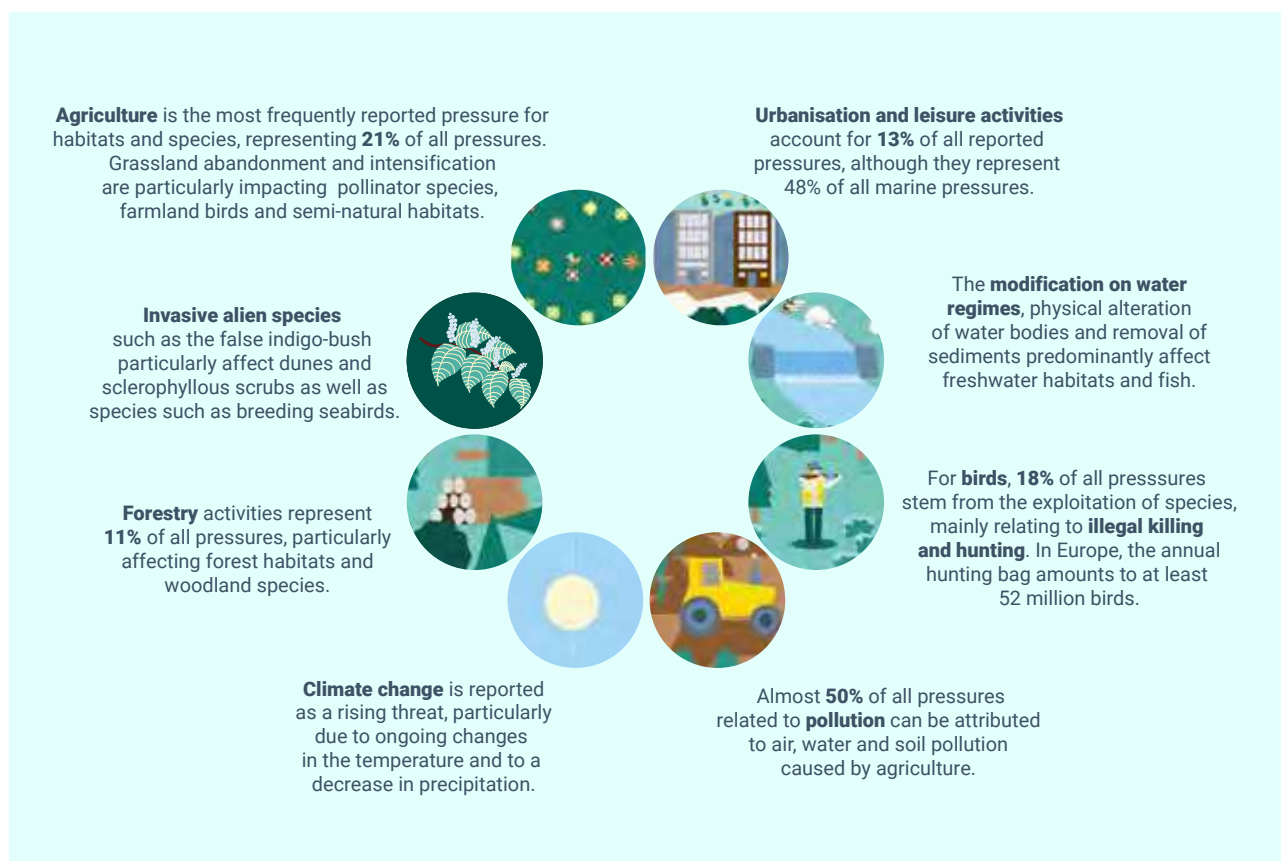 Agriculture is the most frequently reported pressure for
habitats and species, representing 21% of all pressures.
Grassland abandonment and intensification
are particularly impacting pollinator species,
farmland birds and semi-natural habitats.
Urbanisation and leisure activities
account for 13% of all reported
pressures, although they represent
48% of all marine pressures.
The modification on water
regimes, physical alteration
of water bodies and removal of
sediments predominantly affect
freshwater habitats and fish.
Invasive alien species
such as the false indigo-bush
particularly affect dunes and
sclerophyllous scrubs as well as
species such as breeding seabirds.
For birds, 18% of all presssures
stem from the exploitation of species,
mainly relating to illegal killing
and hunting. In Europe, the annual
hunting bag amounts to at least
52 million birds.
Forestry activities represent
11% of all pressures, particularly
affecting forest habitats and
woodland species.
Climate change is reported
as a rising threat, particularly
due to ongoing changes
in the temperature and to a
decrease in precipitation.
Almost 50% of all pressures
related to pollution can be attributed
to air, water and soil pollution
caused by agriculture.